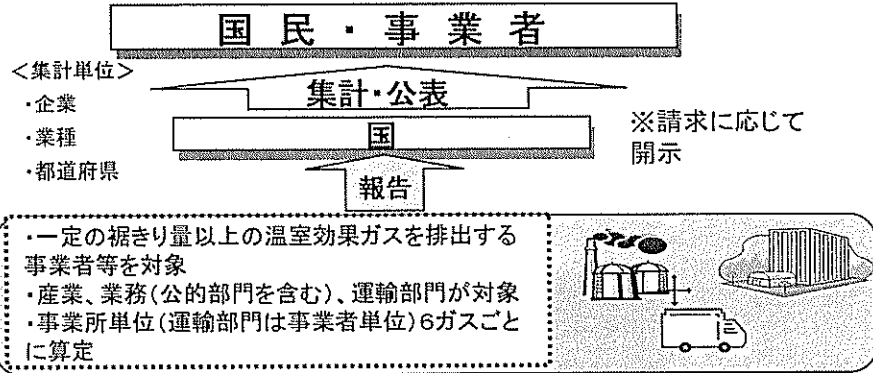 国民・事業者
＜集計単位＞
・企業
・業種
・都道府県
集計・公表
国
※請求に応じて
開示
報告
・一定の裾きり量以上の温室効果ガスを排出する
事業者等を対象
・産業、業務(公的部門を含む)、運輸部門が対象
・事業所単位(運輸部門は事業者単位)6ガスごと
に算定